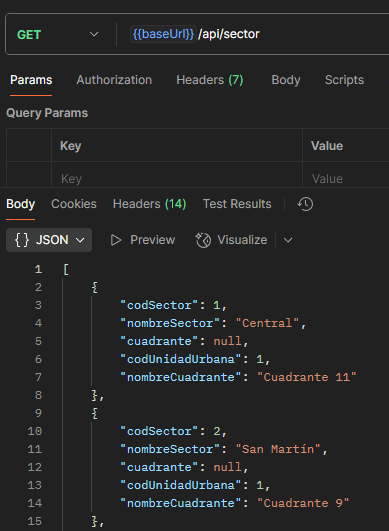 GET {{baseUrl}} /api/sector
Params Authorization Headers (7) Body Scripts
Query Params
Key Value
Key Value
Body Cookies Headers (14) Test Results
{ } JSON Preview Visualize
1 [
2 {
3 "codSector": 1,
4 "nombreSector": "Central",
5 "cuadrante": null,
6 "codUnidadUrbana": 1,
7 "nombreCuadrante": "Cuadrante 11"
8 },
9 {
10 "codSector": 2,
11 "nombreSector": "San Martín",
12 "cuadrante": null,
13 "codUnidadUrbana": 1,
14 "nombreCuadrante": "Cuadrante 9"
15 },